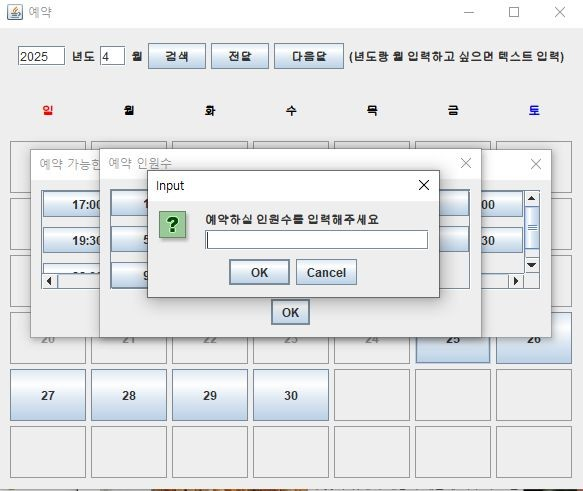 예약
2025 년도 4 월 검색 전달 다음달 (년도랑 월 입력하고 싶으면 텍스트 입력)
일 월 화 수 목 금 토
예약 가능한
예약 인원수
Input
예약하실 인원수를 입력해주세요
OK Cancel
17:00
19:30
1
5
9
00
30
OK
20 21 22 23 24 25 26
27 28 29 30